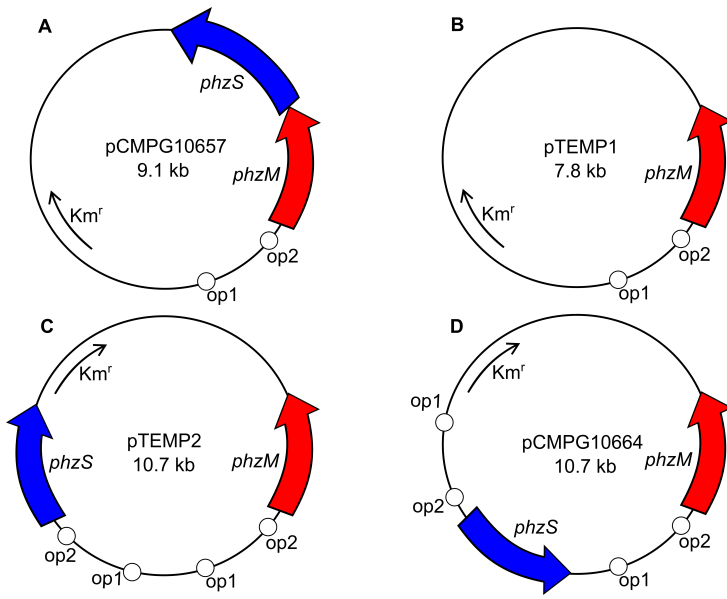 A
phzS
pCMPG10657
9.1 kb
phzM
Kmʳ
op2
op1
B
pTEMP1
7.8 kb
phzM
Kmʳ
op2
op1
C
Kmʳ
pTEMP2
10.7 kb
phzS
phzM
op2
op2
op1
op1
D
Kmʳ
op1
pCMPG10664
10.7 kb
phzM
op2
phzS
op2
op1